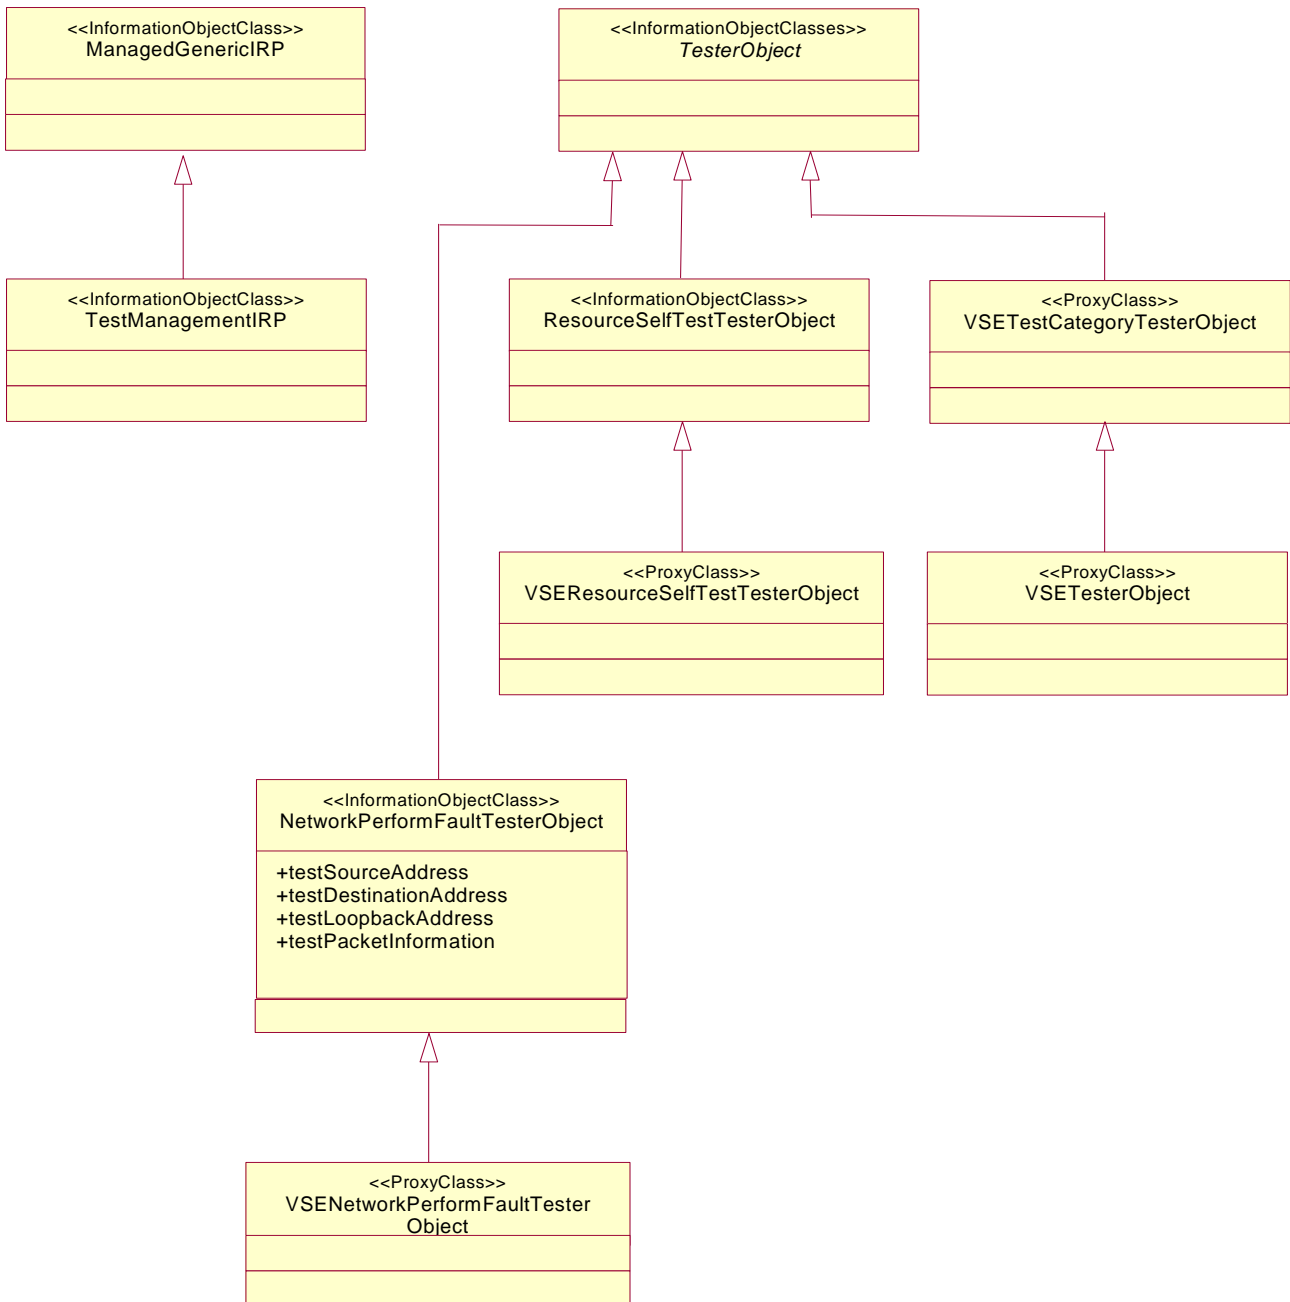 <<InformationObjectClass>>
ManagedGenericIRP
<<InformationObjectClasses>>
TesterObject
<<InformationObjectClass>>
TestManagementIRP
<<InformationObjectClass>>
ResourceSelfTestTesterObject
<<ProxyClass>>
VSETestCategoryTesterObject
<<ProxyClass>>
VSEResourceSelfTestTesterObject
<<ProxyClass>>
VSETesterObject
<<InformationObjectClass>>
NetworkPerformFaultTesterObject
+testSourceAddress
+testDestinationAddress
+testLoopbackAddress
+testPacketInformation
<<ProxyClass>>
VSENetworkPerformFaultTester
Object